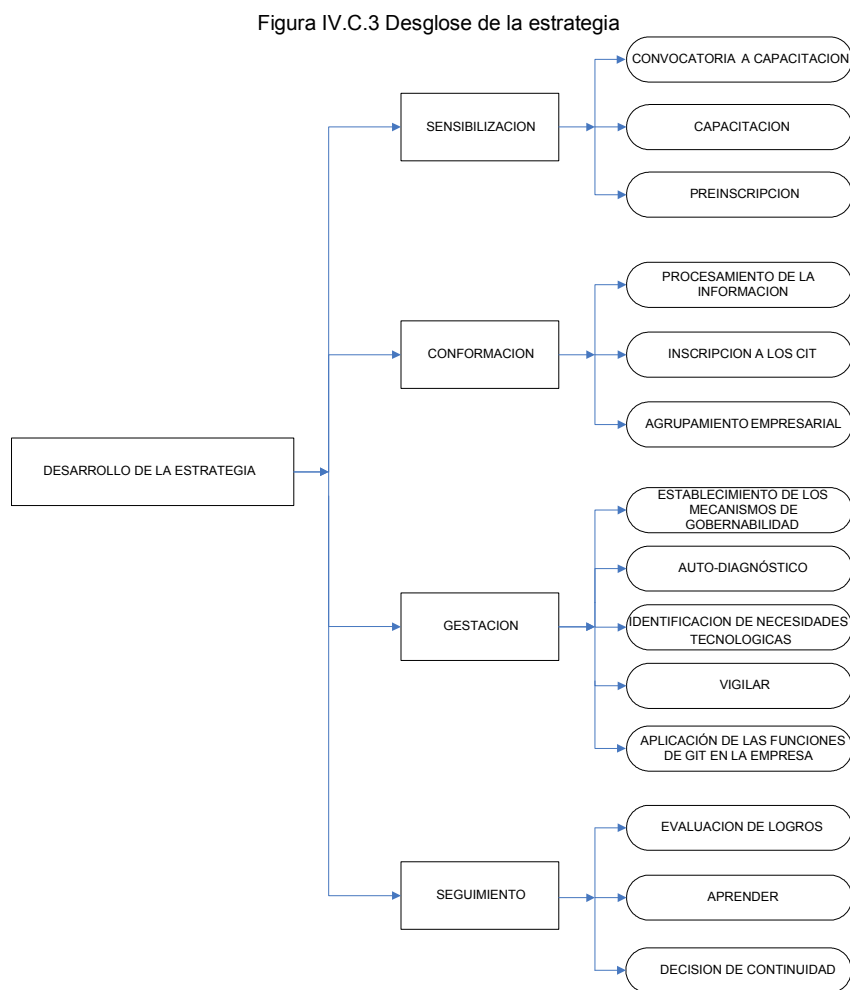 Figura IV.C.3 Desglose de la estrategia
DESARROLLO DE LA ESTRATEGIA
SENSIBILIZACION
CONVOCATORIA A CAPACITACION
CAPACITACION
PREINSCRIPCION
CONFORMACION
PROCESAMIENTO DE LA
INFORMACION
INSCRIPCION A LOS CIT
AGRUPAMIENTO EMPRESARIAL
GESTACION
ESTABLECIMIENTO DE LOS
MECANISMOS DE
GOBERNABILIDAD
AUTO-DIAGNÓSTICO
IDENTIFICACION DE NECESIDADES
TECNOLOGICAS
VIGILAR
APLICACIÓN DE LAS FUNCIONES
DE GIT EN LA EMPRESA
SEGUIMIENTO
EVALUACION DE LOGROS
APRENDER
DECISION DE CONTINUIDAD